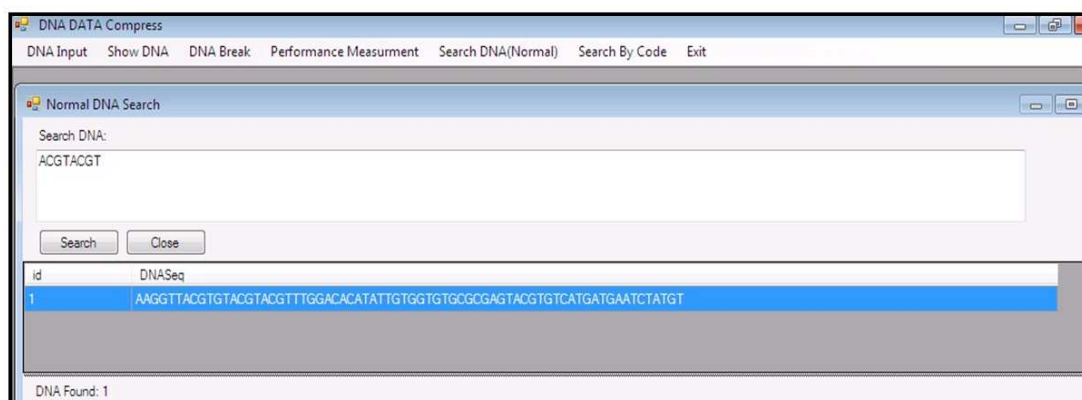 DNA DATA Compress
DNA Input Show DNA DNA Break Performance Measurment Search DNA(Normal) Search By Code Exit
Normal DNA Search
Search DNA:
ACGTACGT
Search Close
id DNASeq
1 AAGGTTACGTGTACGTACGTTTGGACACATATTGTGGTGTGCGCGAGTACGTGTCATGATGAATCTATGT
DNA Found: 1